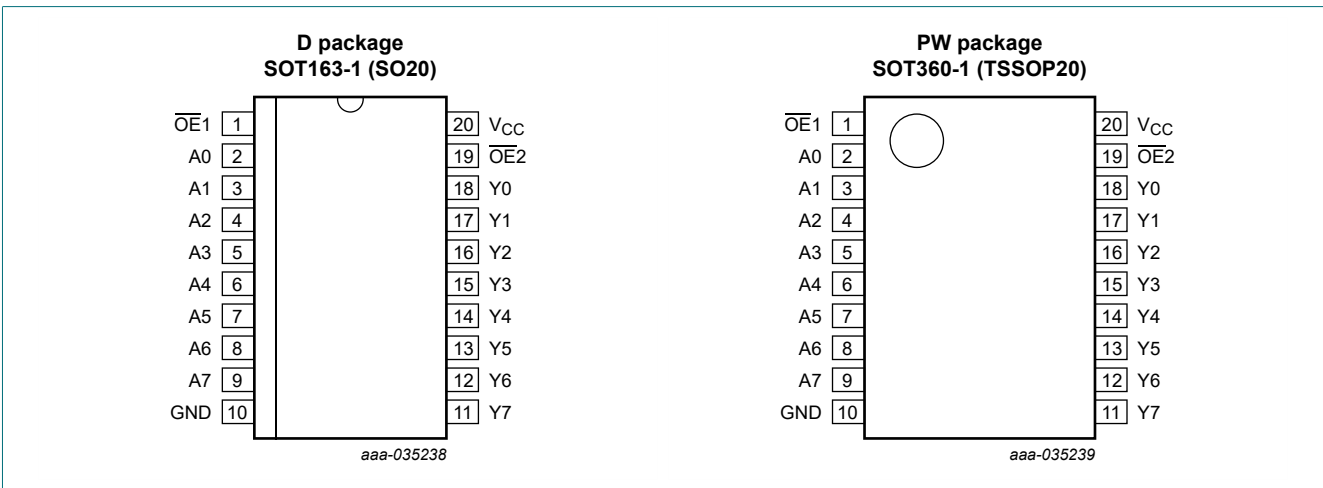 D package
SOT163-1 (SO20)
O̅E̅1 1 20 VCC
A0 2 19 O̅E̅2
A1 3 18 Y0
A2 4 17 Y1
A3 5 16 Y2
A4 6 15 Y3
A5 7 14 Y4
A6 8 13 Y5
A7 9 12 Y6
GND 10 11 Y7
aaa-035238
PW package
SOT360-1 (TSSOP20)
O̅E̅1 1 20 VCC
A0 2 19 O̅E̅2
A1 3 18 Y0
A2 4 17 Y1
A3 5 16 Y2
A4 6 15 Y3
A5 7 14 Y4
A6 8 13 Y5
A7 9 12 Y6
GND 10 11 Y7
aaa-035239